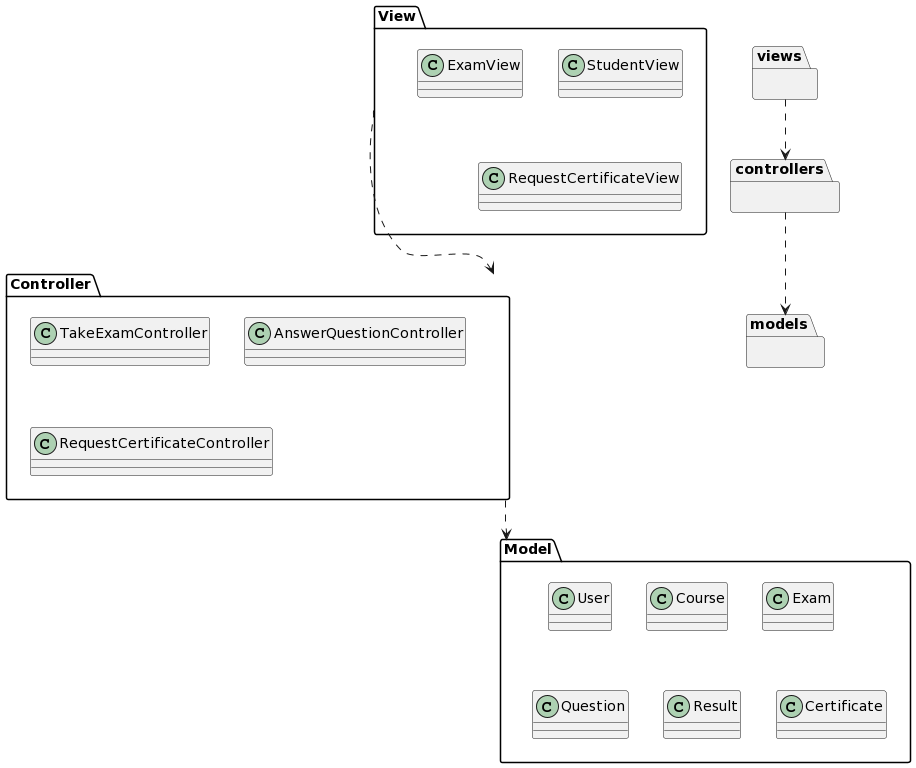 View
views
C ExamView
C StudentView
controllers
C RequestCertificateView
Controller
models
C TakeExamController
C AnswerQuestionController
C RequestCertificateController
Model
C User
C Course
C Exam
C Question
C Result
C Certificate